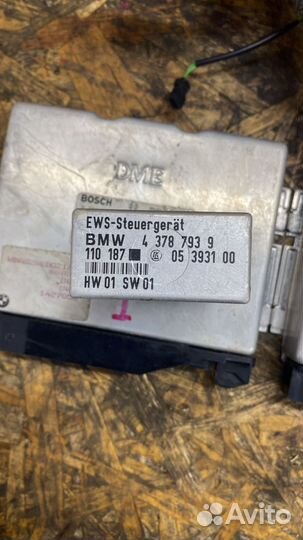 DME
BOSCH
EWS-Steuergerät
BMW 4 378 793 9
110 187 05 3931 00
HW 01 SW 01
Avito